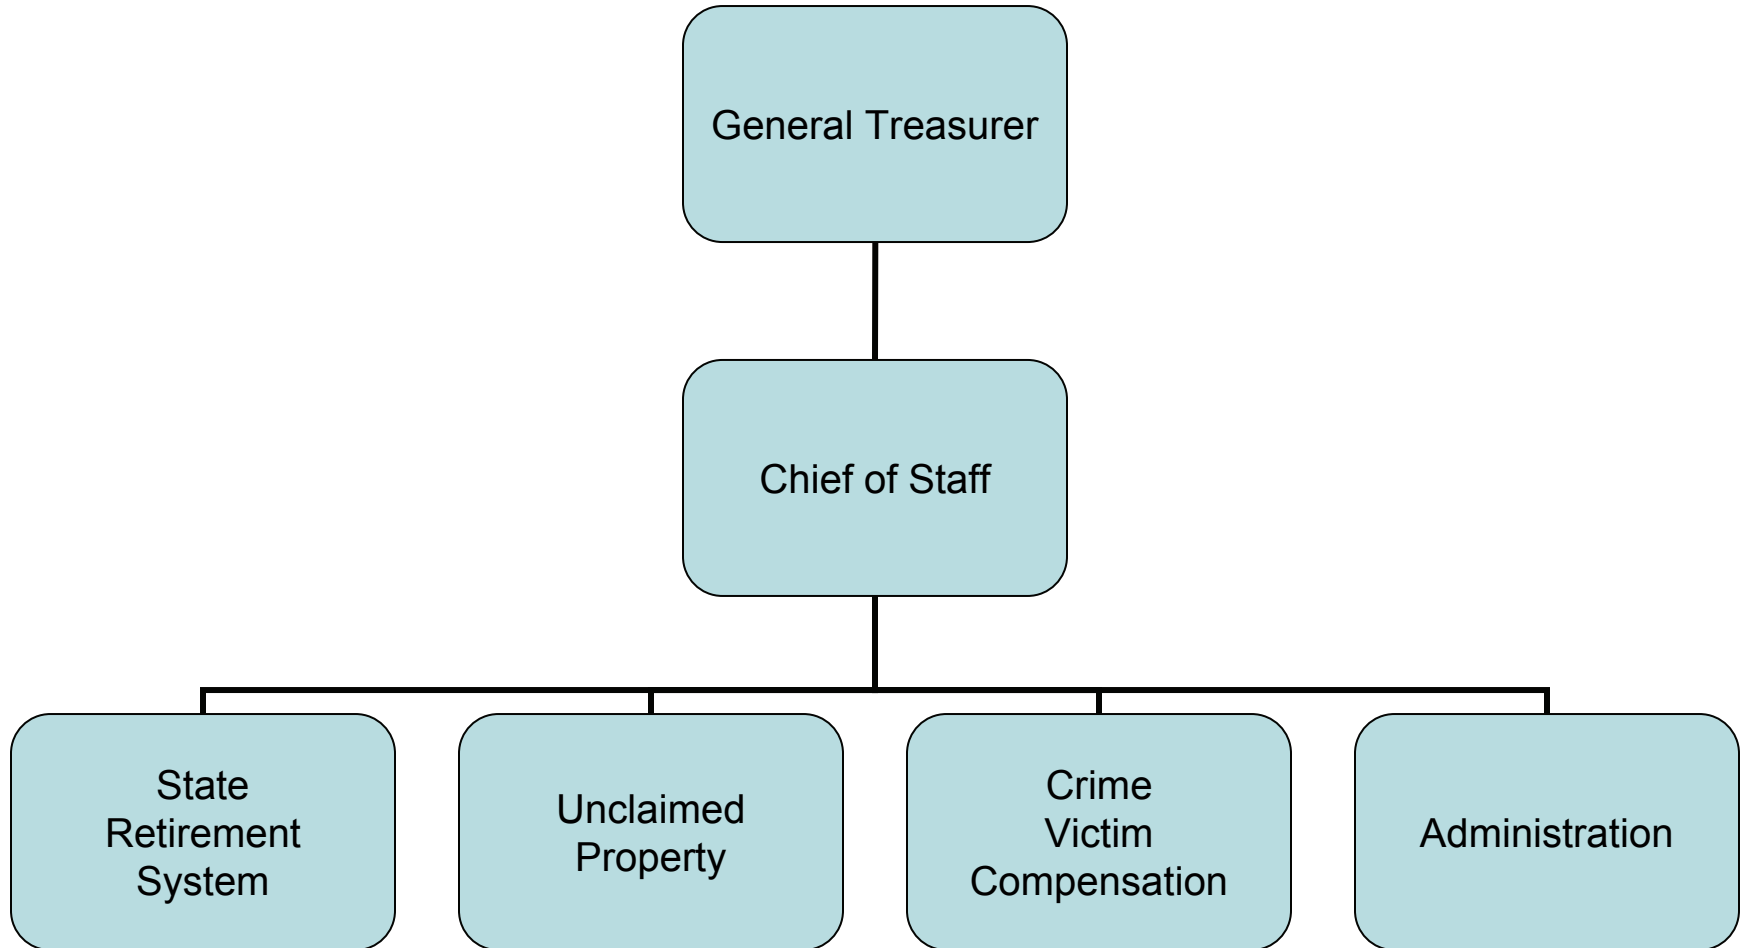 General Treasurer
Chief of Staff
State
Retirement
System
Unclaimed
Property
Crime
Victim
Compensation
Administration